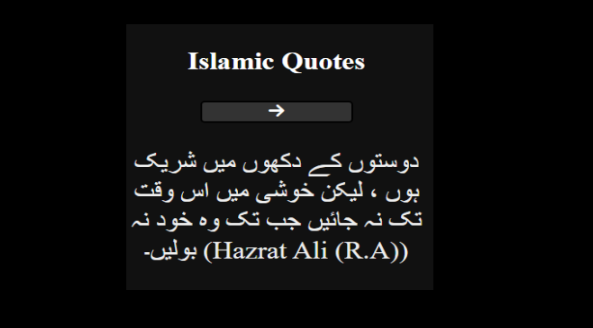 Islamic Quotes
→
دوستوں کے دکھوں میں شریک
ہوں ، لیکن خوشی میں اس وقت
تک نہ جائیں جب تک وہ خود نہ
بولیں۔ (Hazrat Ali (R.A))